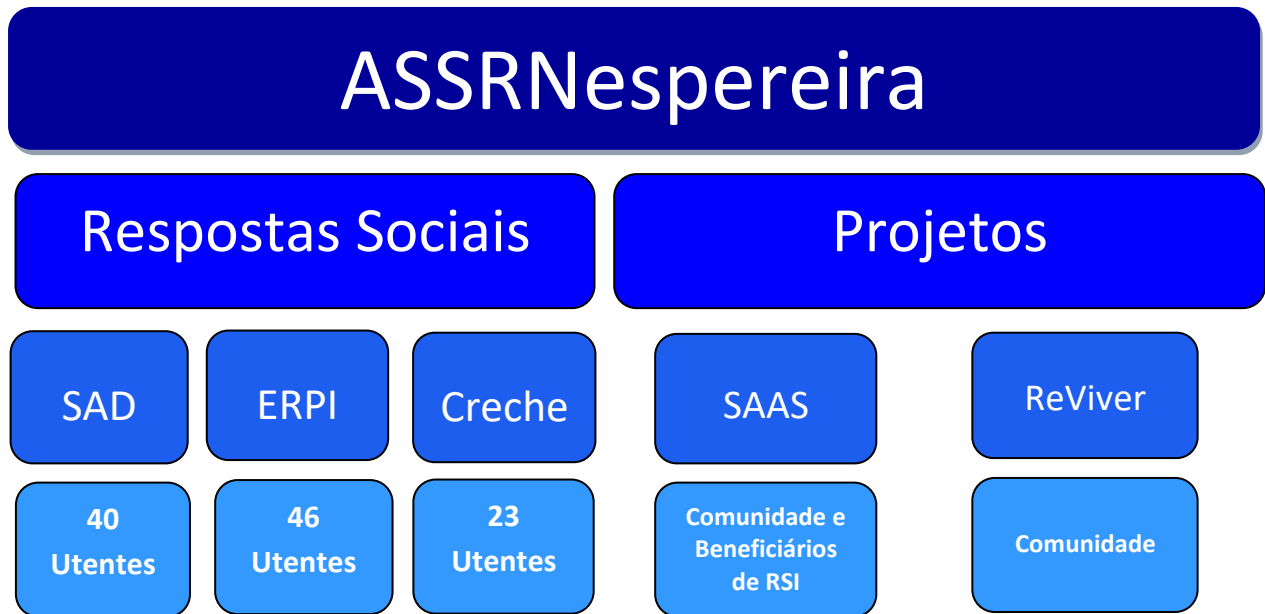 ASSRNespereira
Respostas Sociais
Projetos
SAD
ERPI
Creche
SAAS
ReViver
40
Utentes
46
Utentes
23
Utentes
Comunidade e
Beneficiários
de RSI
Comunidade